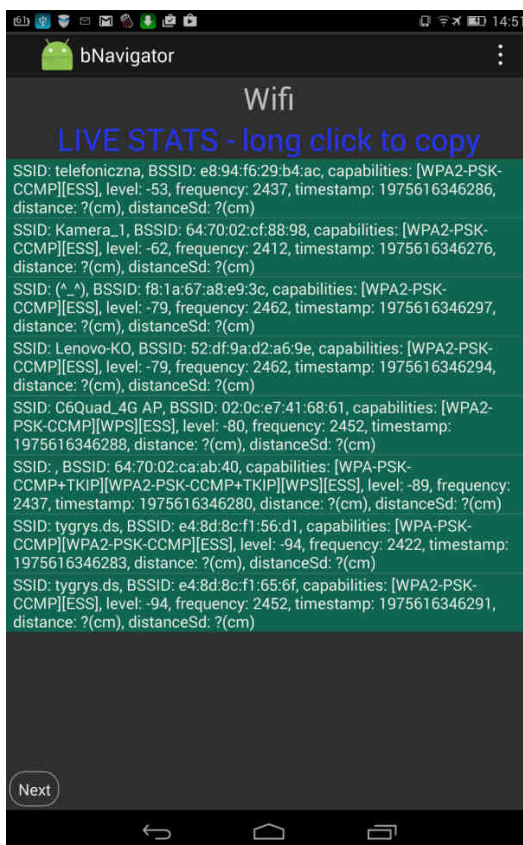 14:51
bNavigator
Wifi
LIVE STATS - long click to copy
SSID: telefoniczna, BSSID: e8:94:f6:29:b4:ac, capabilities: [WPA2-PSK-
CCMP][ESS], level: -53, frequency: 2437, timestamp: 1975616346286,
distance: ?(cm), distanceSd: ?(cm)
SSID: Kamera_1, BSSID: 64:70:02:cf:88:98, capabilities: [WPA2-PSK-
CCMP][ESS], level: -62, frequency: 2412, timestamp: 1975616346276,
distance: ?(cm), distanceSd: ?(cm)
SSID: (^_^), BSSID: f8:1a:67:a8:e9:3c, capabilities: [WPA2-PSK-
CCMP][ESS], level: -79, frequency: 2462, timestamp: 1975616346297,
distance: ?(cm), distanceSd: ?(cm)
SSID: Lenovo-KO, BSSID: 52:df:9a:d2:a6:9e, capabilities: [WPA2-PSK-
CCMP][ESS], level: -79, frequency: 2462, timestamp: 1975616346294,
distance: ?(cm), distanceSd: ?(cm)
SSID: C6Quad_4G AP, BSSID: 02:0c:e7:41:68:61, capabilities: [WPA2-
PSK-CCMP][WPS][ESS], level: -80, frequency: 2452, timestamp:
1975616346288, distance: ?(cm), distanceSd: ?(cm)
SSID: , BSSID: 64:70:02:ca:ab:40, capabilities: [WPA-PSK-
CCMP+TKIP][WPA2-PSK-CCMP+TKIP][WPS][ESS], level: -89, frequency:
2437, timestamp: 1975616346280, distance: ?(cm), distanceSd: ?(cm)
SSID: tygrys.ds, BSSID: e4:8d:8c:f1:56:d1, capabilities: [WPA-PSK-
CCMP][WPA2-PSK-CCMP][ESS], level: -94, frequency: 2422, timestamp:
1975616346283, distance: ?(cm), distanceSd: ?(cm)
SSID: tygrys.ds, BSSID: e4:8d:8c:f1:65:6f, capabilities: [WPA2-PSK-
CCMP][ESS], level: -94, frequency: 2452, timestamp: 1975616346291,
distance: ?(cm), distanceSd: ?(cm)
Next